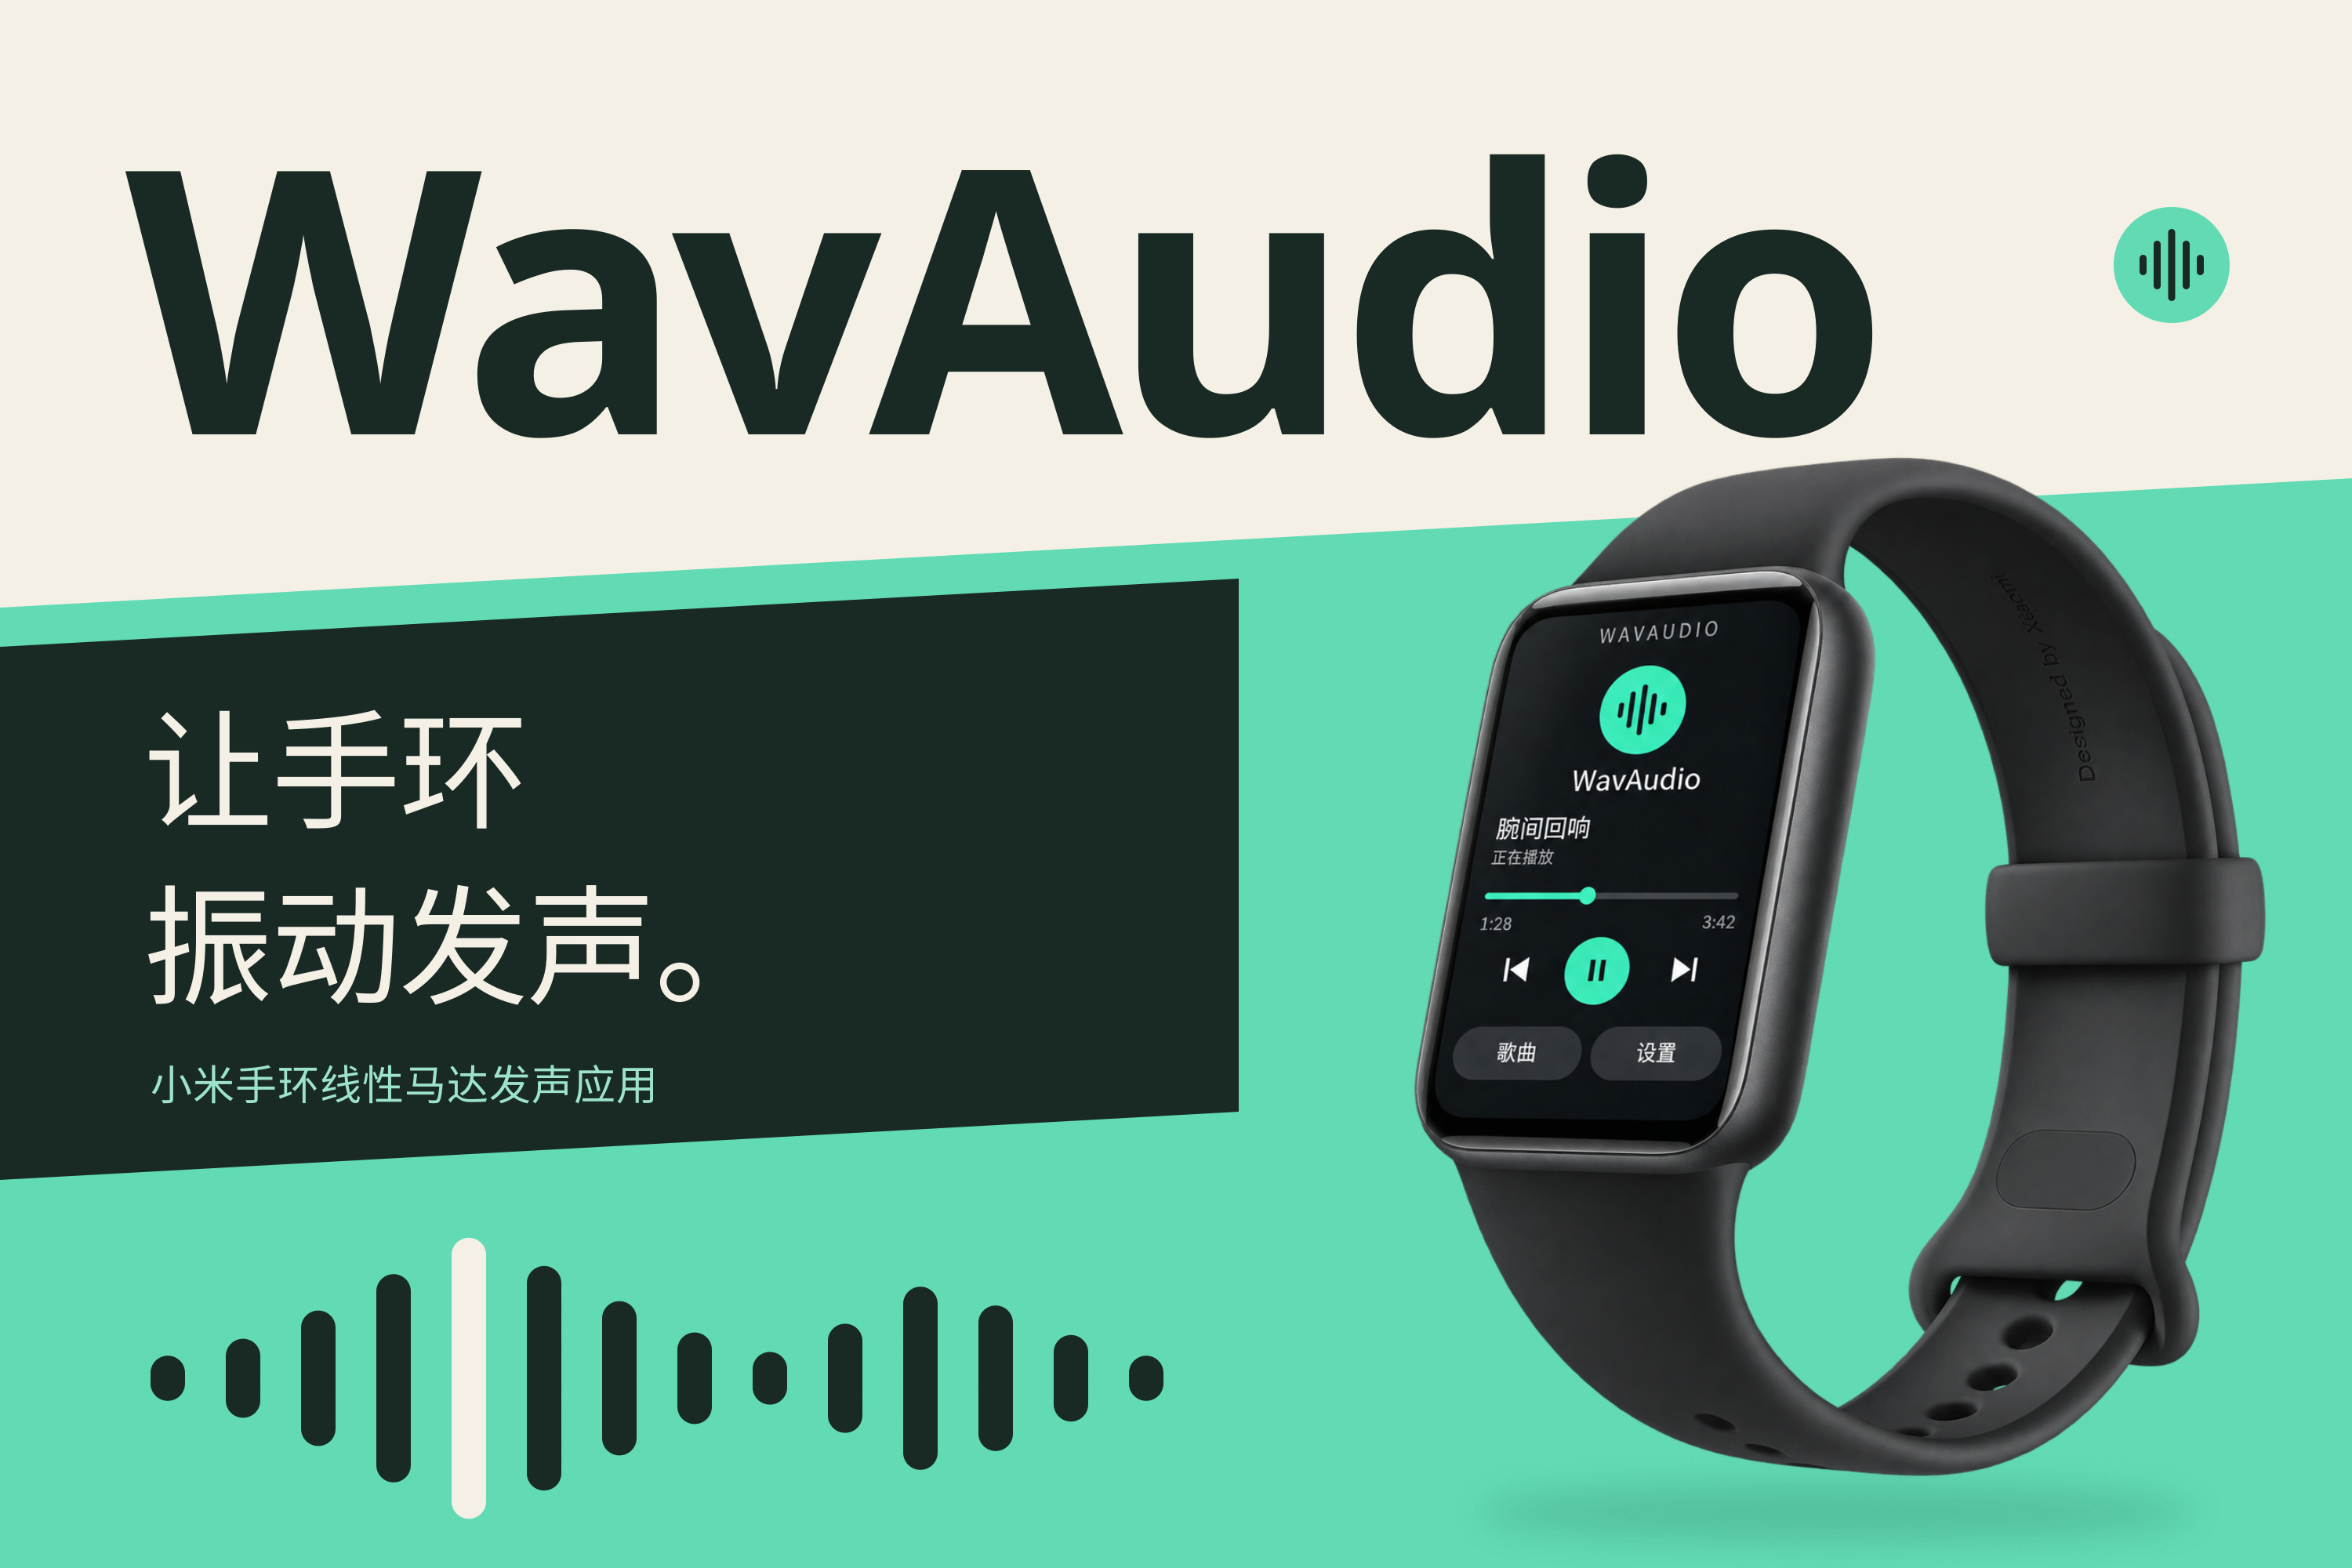 WavAudio
让手环
振动发声。
小米手环线性马达发声应用
WAVAUDIO
WavAudio
腕间回响
正在播放
1:28
3:42
歌曲
设置
Designed by Xiaomi